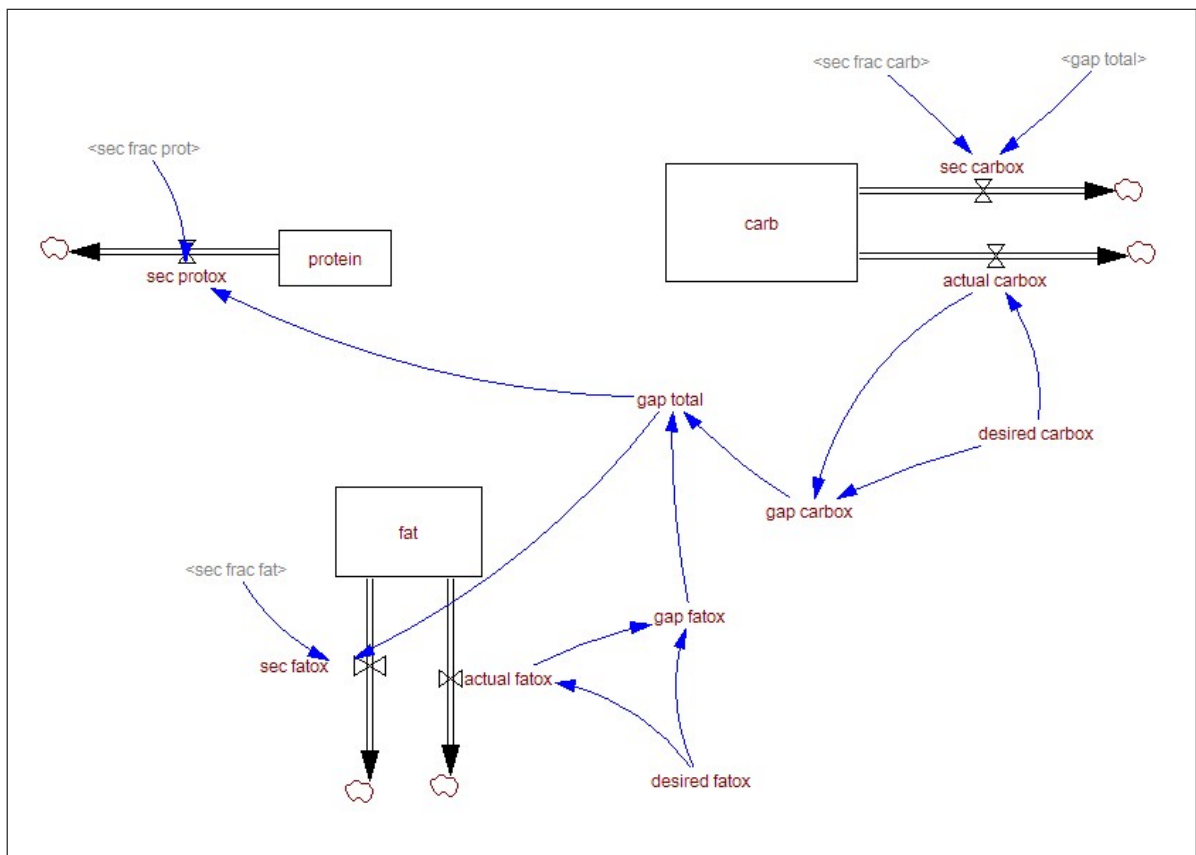 <sec frac carb>
<gap total>
<sec frac prot>
sec carbox
carb
protein
sec protox
actual carbox
gap total
desired carbox
gap carbox
fat
<sec frac fat>
gap fatox
sec fatox
actual fatox
desired fatox